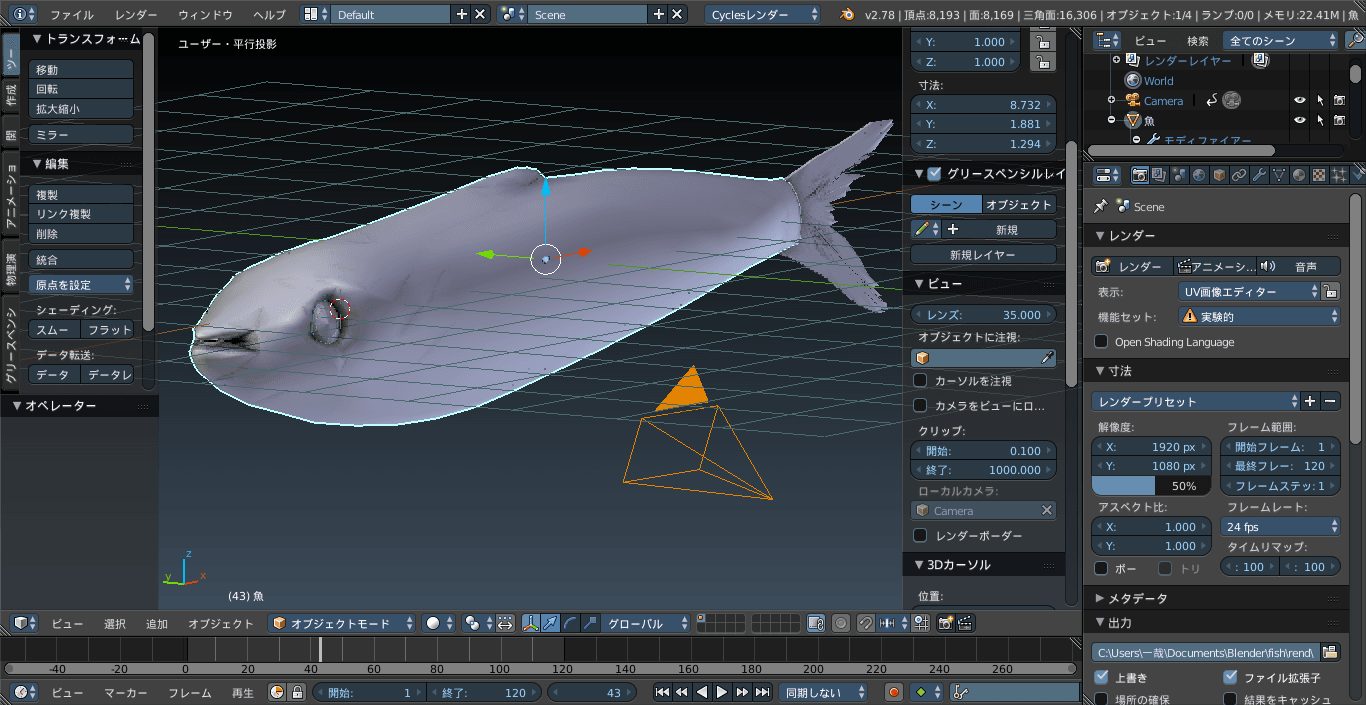 ファイル レンダー ウィンドウ ヘルプ Default Scene Cyclesレンダー v2.78 | 頂点:8,193 | 面:8,169 | 三角面:16,306 | オブジェクト:1/4 | ランプ:0/0 | メモリ:22.41M | 魚
ツー
作成
関
アニメーショ
物理演
グリースペンシ
トランスフォーム
移動
回転
拡大縮小
ミラー
編集
複製
リンク複製
削除
統合
原点を設定
シェーディング:
スムー フラット
データ転送:
データ データレ
オペレーター
ユーザー・平行投影
(43) 魚
z
y x
Y: 1.000
Z: 1.000
寸法:
X: 8.732
Y: 1.881
Z: 1.294
グリースペンシルレイ
シーン オブジェクト
新規
新規レイヤー
ビュー
レンズ: 35.000
オブジェクトに注視:
カーソルを注視
カメラをビューにロ...
クリップ:
開始: 0.100
終了: 1000.000
ローカルカメラ:
Camera
レンダーボーダー
3Dカーソル
位置:
ビュー 検索 全てのシーン
レンダーレイヤー
World
Camera
魚
モディファイアー
Scene
レンダー
レンダー アニメーシ... 音声
表示: UV画像エディター
機能セット: 実験的
Open Shading Language
寸法
レンダープリセット
解像度: フレーム範囲:
X: 1920 px 開始フレーム: 1
Y: 1080 px 最終フレー: 120
50% フレームステッ: 1
アスペクト比: フレームレート:
X: 1.000 24 fps
Y: 1.000 タイムリマップ:
ボー トリ : 100 : 100
メタデータ
出力
C:\Users\一哉\Documents\Blender\fish\rend\
上書き ファイル拡張子
場所の確保 結果をキャッシュ
ビュー 選択 追加 オブジェクト オブジェクトモード グローバル
-40 -20 0 20 40 60 80 100 120 140 160 180 200 220 240 260
ビュー マーカー フレーム 再生 開始: 1 終了: 120 43 同期しない